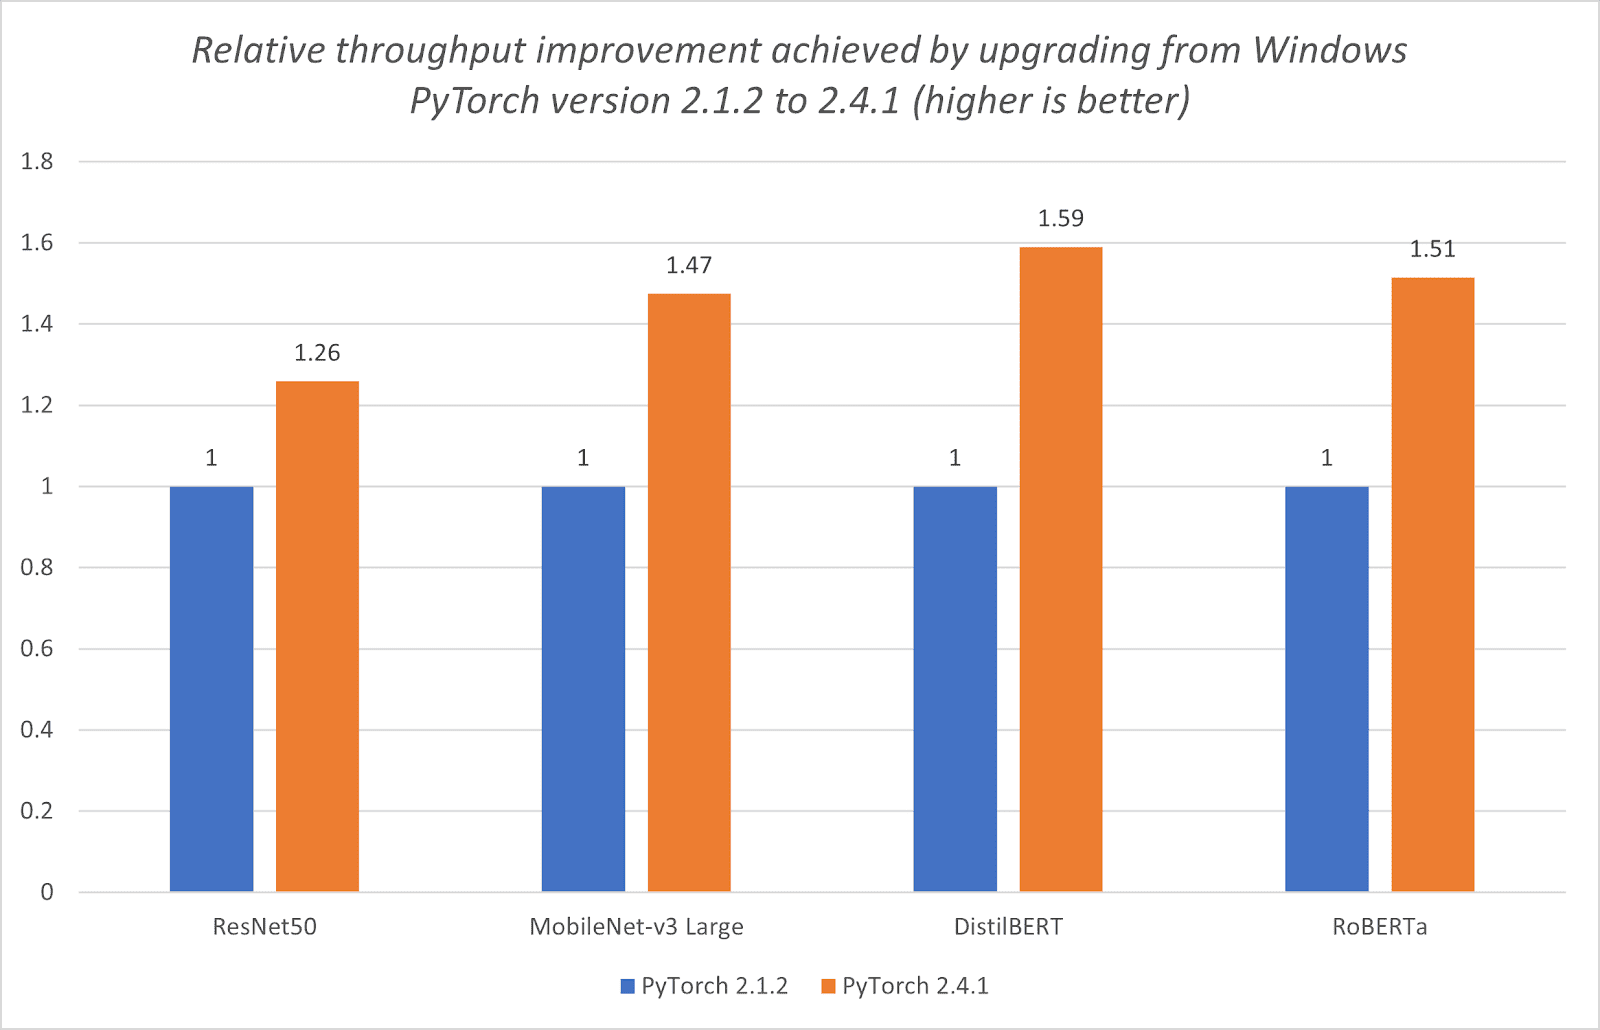 Relative throughput improvement achieved by upgrading from Windows
PyTorch version 2.1.2 to 2.4.1 (higher is better)
1.8
1.6
1.4
1.2
1
0.8
0.6
0.4
0.2
0
1
1.26
1
1.47
1
1.59
1
1.51
ResNet50
MobileNet-v3 Large
DistilBERT
RoBERTa
PyTorch 2.1.2
PyTorch 2.4.1